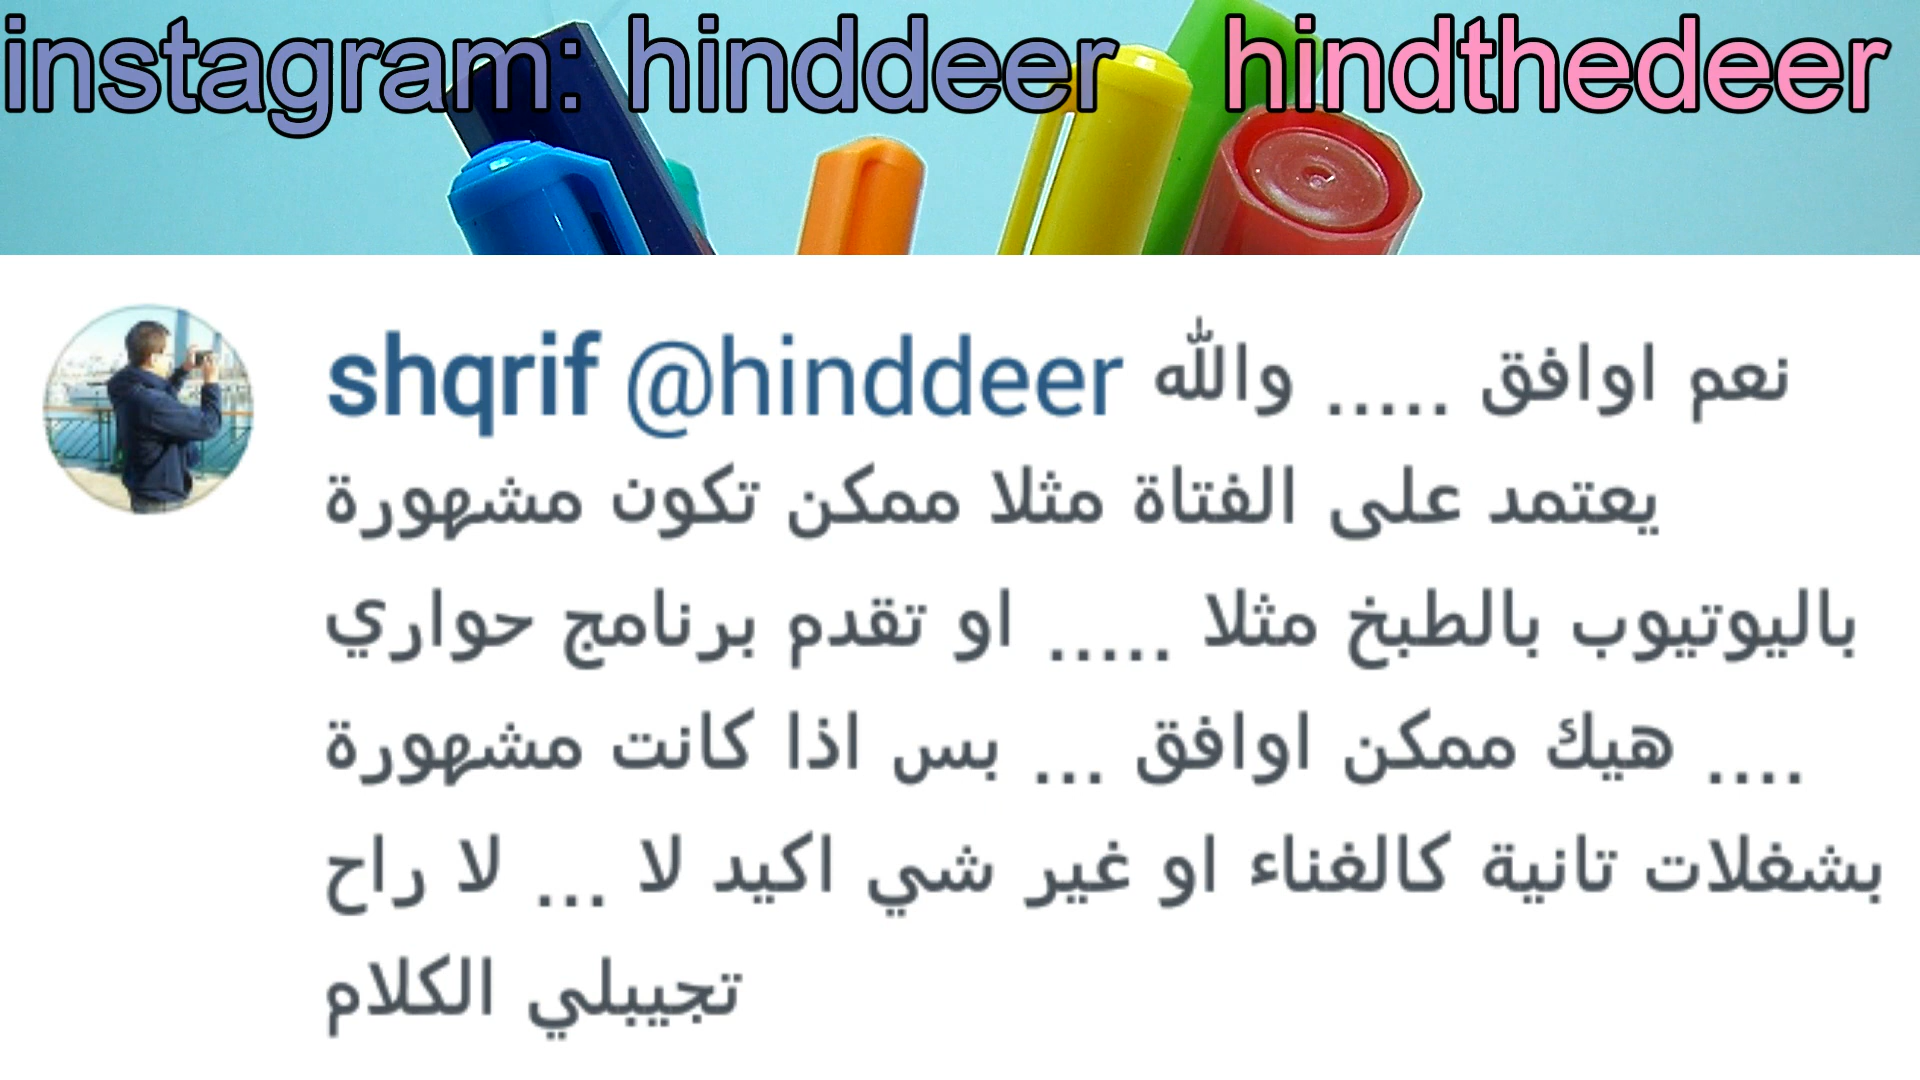 instagram: hinddeer hindthedeer
shqrif @hinddeer نعم اوافق ..... والله
يعتمد على الفتاة مثلا ممكن تكون مشهورة
باليوتيوب بالطبخ مثلا ..... او تقدم برنامج حواري
.... هيك ممكن اوافق ... بس اذا كانت مشهورة
بشغلات تانية كالغناء او غير شي اكيد لا ... لا راح
تجيبلي الكلام